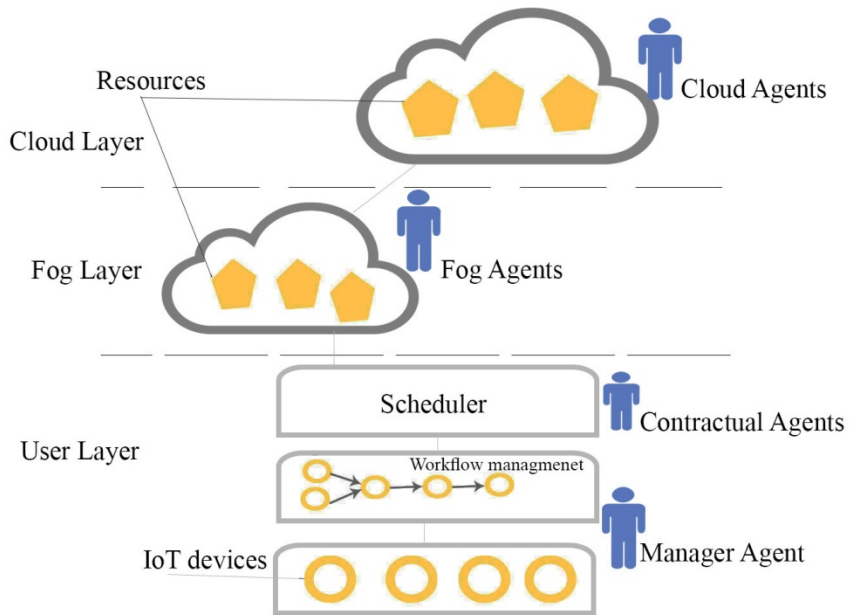 Resources
Cloud Agents
Cloud Layer
Fog Layer
Fog Agents
Scheduler
Contractual Agents
User Layer
Workflow managmenet
IoT devices
Manager Agent